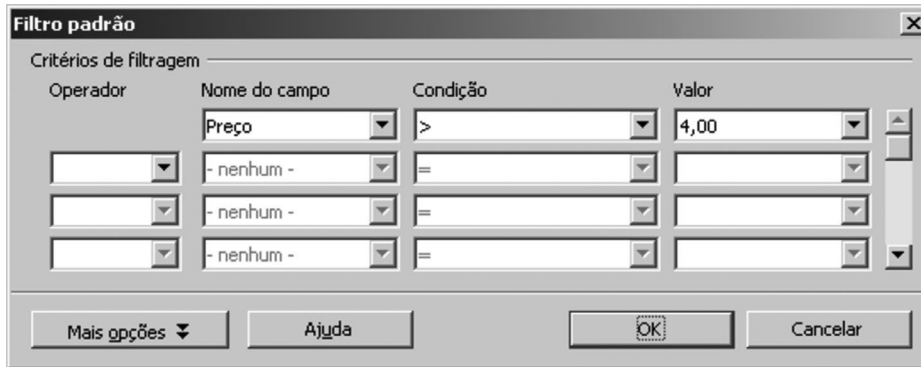 Filtro padrão
Critérios de filtragem
Operador Nome do campo Condição Valor
Preço > 4,00
- nenhum - =
- nenhum - =
- nenhum - =
Mais opções Ajuda OK Cancelar